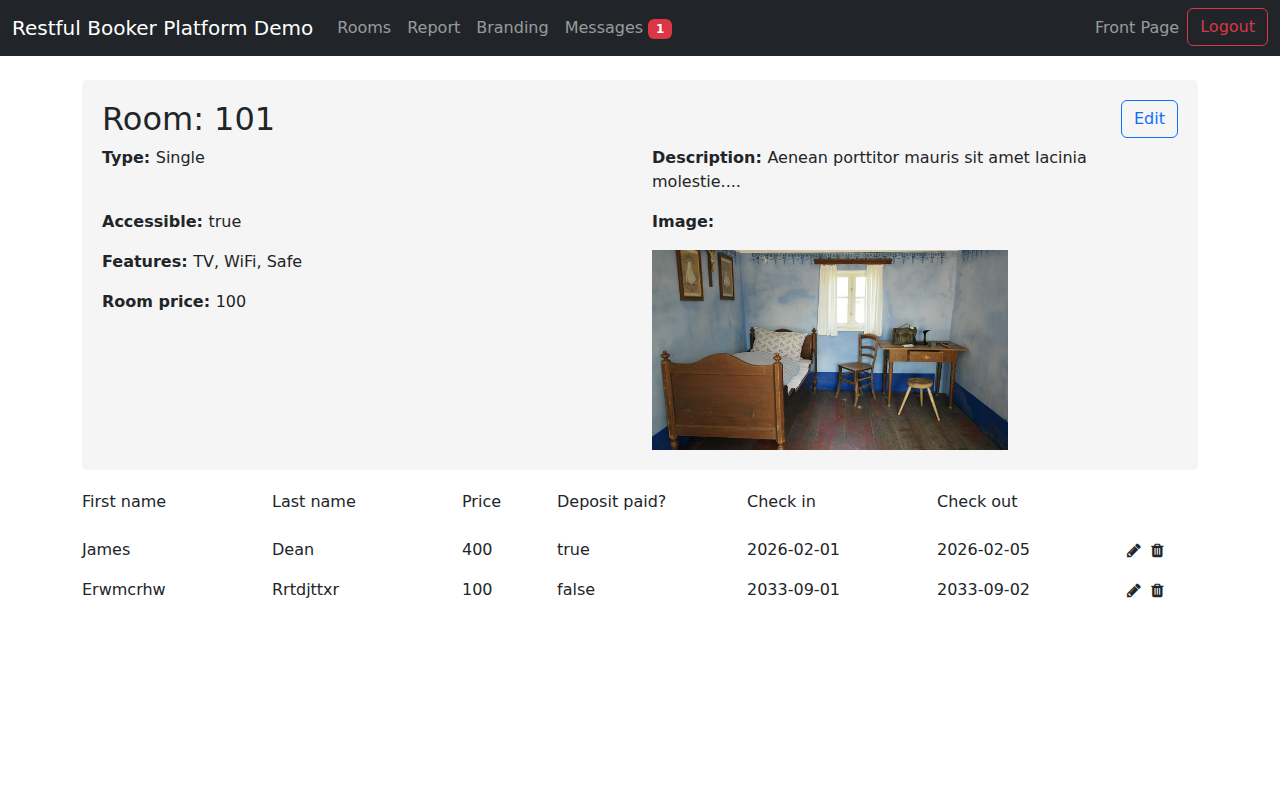 Restful Booker Platform Demo Rooms Report Branding Messages 1 Front Page Logout
Room: 101 Edit
Type: Single
Description: Aenean porttitor mauris sit amet lacinia
molestie....
Accessible: true
Image:
Features: TV, WiFi, Safe
Room price: 100
First name Last name Price Deposit paid? Check in Check out
James Dean 400 true 2026-02-01 2026-02-05
Erwmcrhw Rrtdjttxr 100 false 2033-09-01 2033-09-02